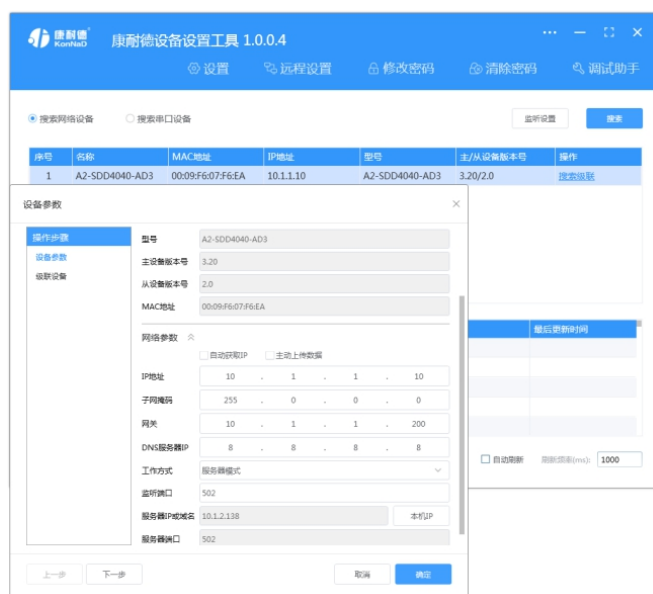 康耐德
KonNaD
康耐德设备设置工具 1.0.0.4
设置 远程设置 修改密码 清除密码 调试助手
搜索网络设备 搜索串口设备 监听设置 搜索
序号 名称 MAC地址 IP地址 型号 主/从设备版本号 操作
1 A2-SDD4040-AD3 00:09:F6:07:F6:EA 10.1.1.10 A2-SDD4040-AD3 3.20/2.0 搜索级联
设备参数
操作步骤
设备参数
级联设备
型号 A2-SDD4040-AD3
主设备版本号 3.20
从设备版本号 2.0
MAC地址 00:09:F6:07:F6:EA
网络参数
自动获取IP 主动上传数据
IP地址 10 . 1 . 1 . 10
子网掩码 255 . 0 . 0 . 0
网关 10 . 1 . 1 . 200
DNS服务器IP 8 . 8 . 8 . 8
工作方式 服务器模式
监听端口 502
服务器IP或域名 10.1.2.138 本机IP
服务器端口 502
上一步 下一步 取消 确定
最后更新时间
自动刷新 刷新频率(ms): 1000